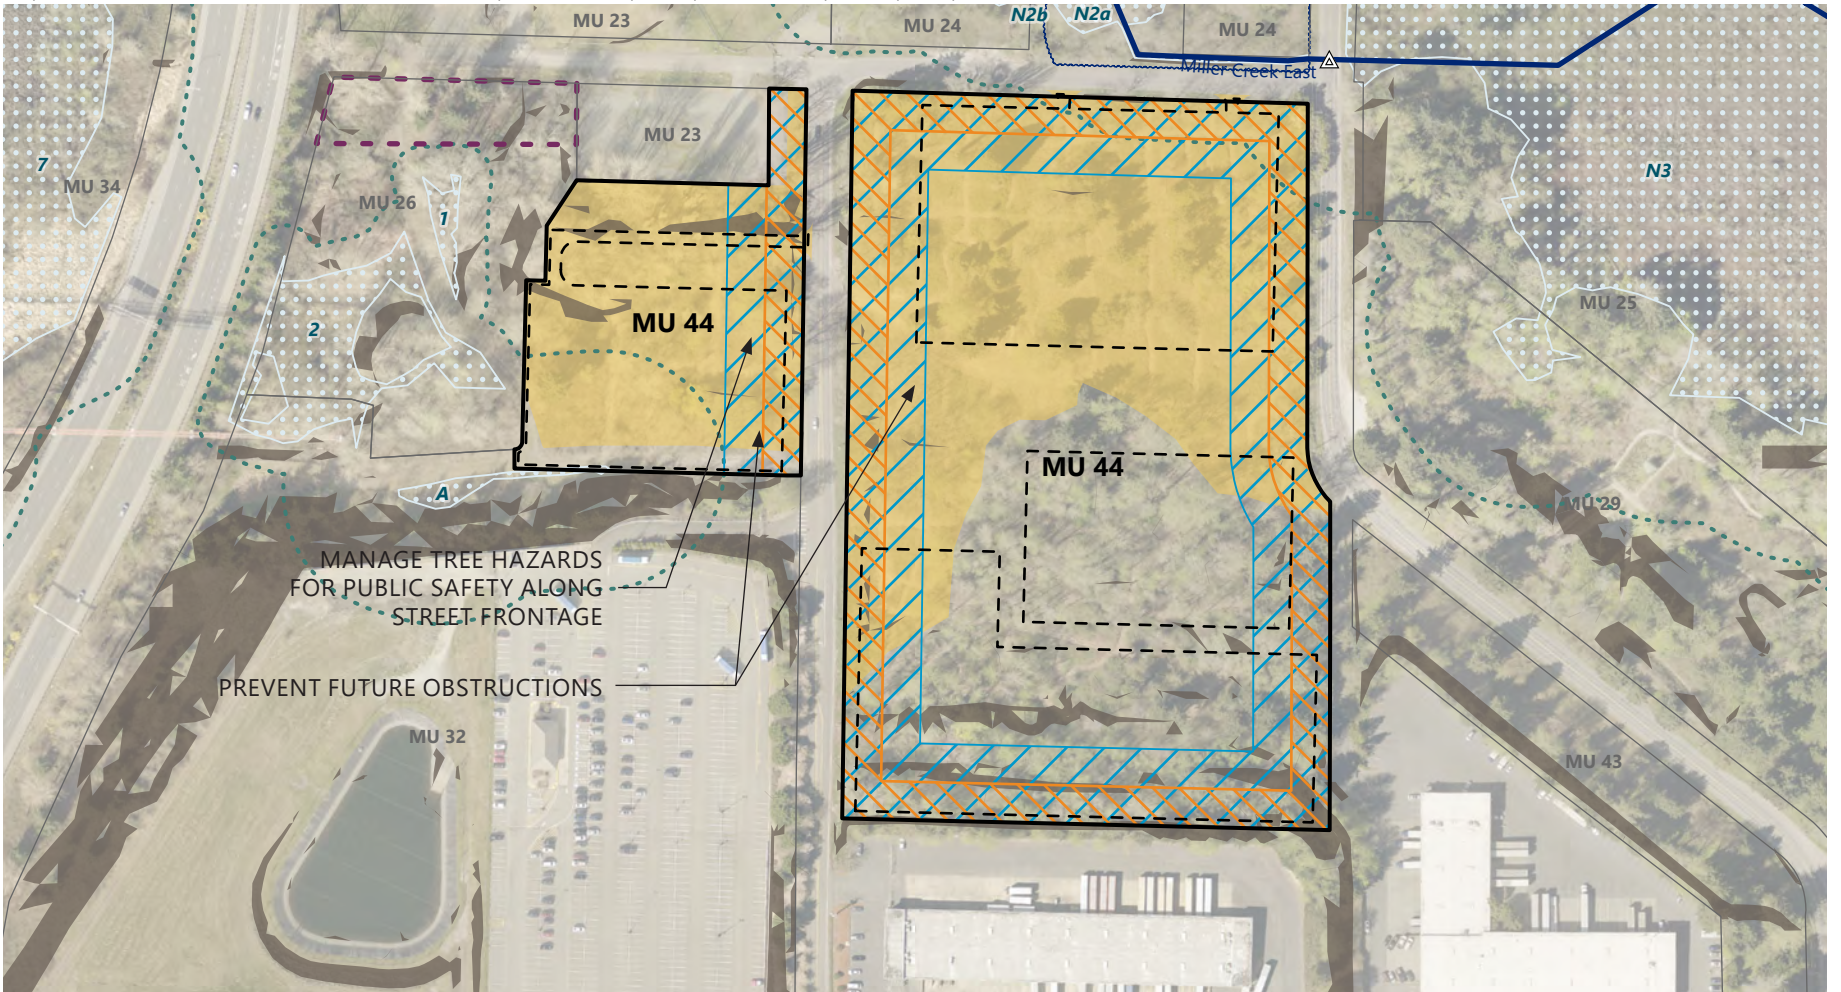 MU 23
MU 24
N2b
N2a
MU 24
Miller Creek East
MU 23
7
MU 34
MU 26
1
N3
MU 25
MU 44
2
MU 44
A
MU 29
MANAGE TREE HAZARDS
FOR PUBLIC SAFETY ALONG
STREET FRONTAGE
PREVENT FUTURE OBSTRUCTIONS
MU 32
MU 43